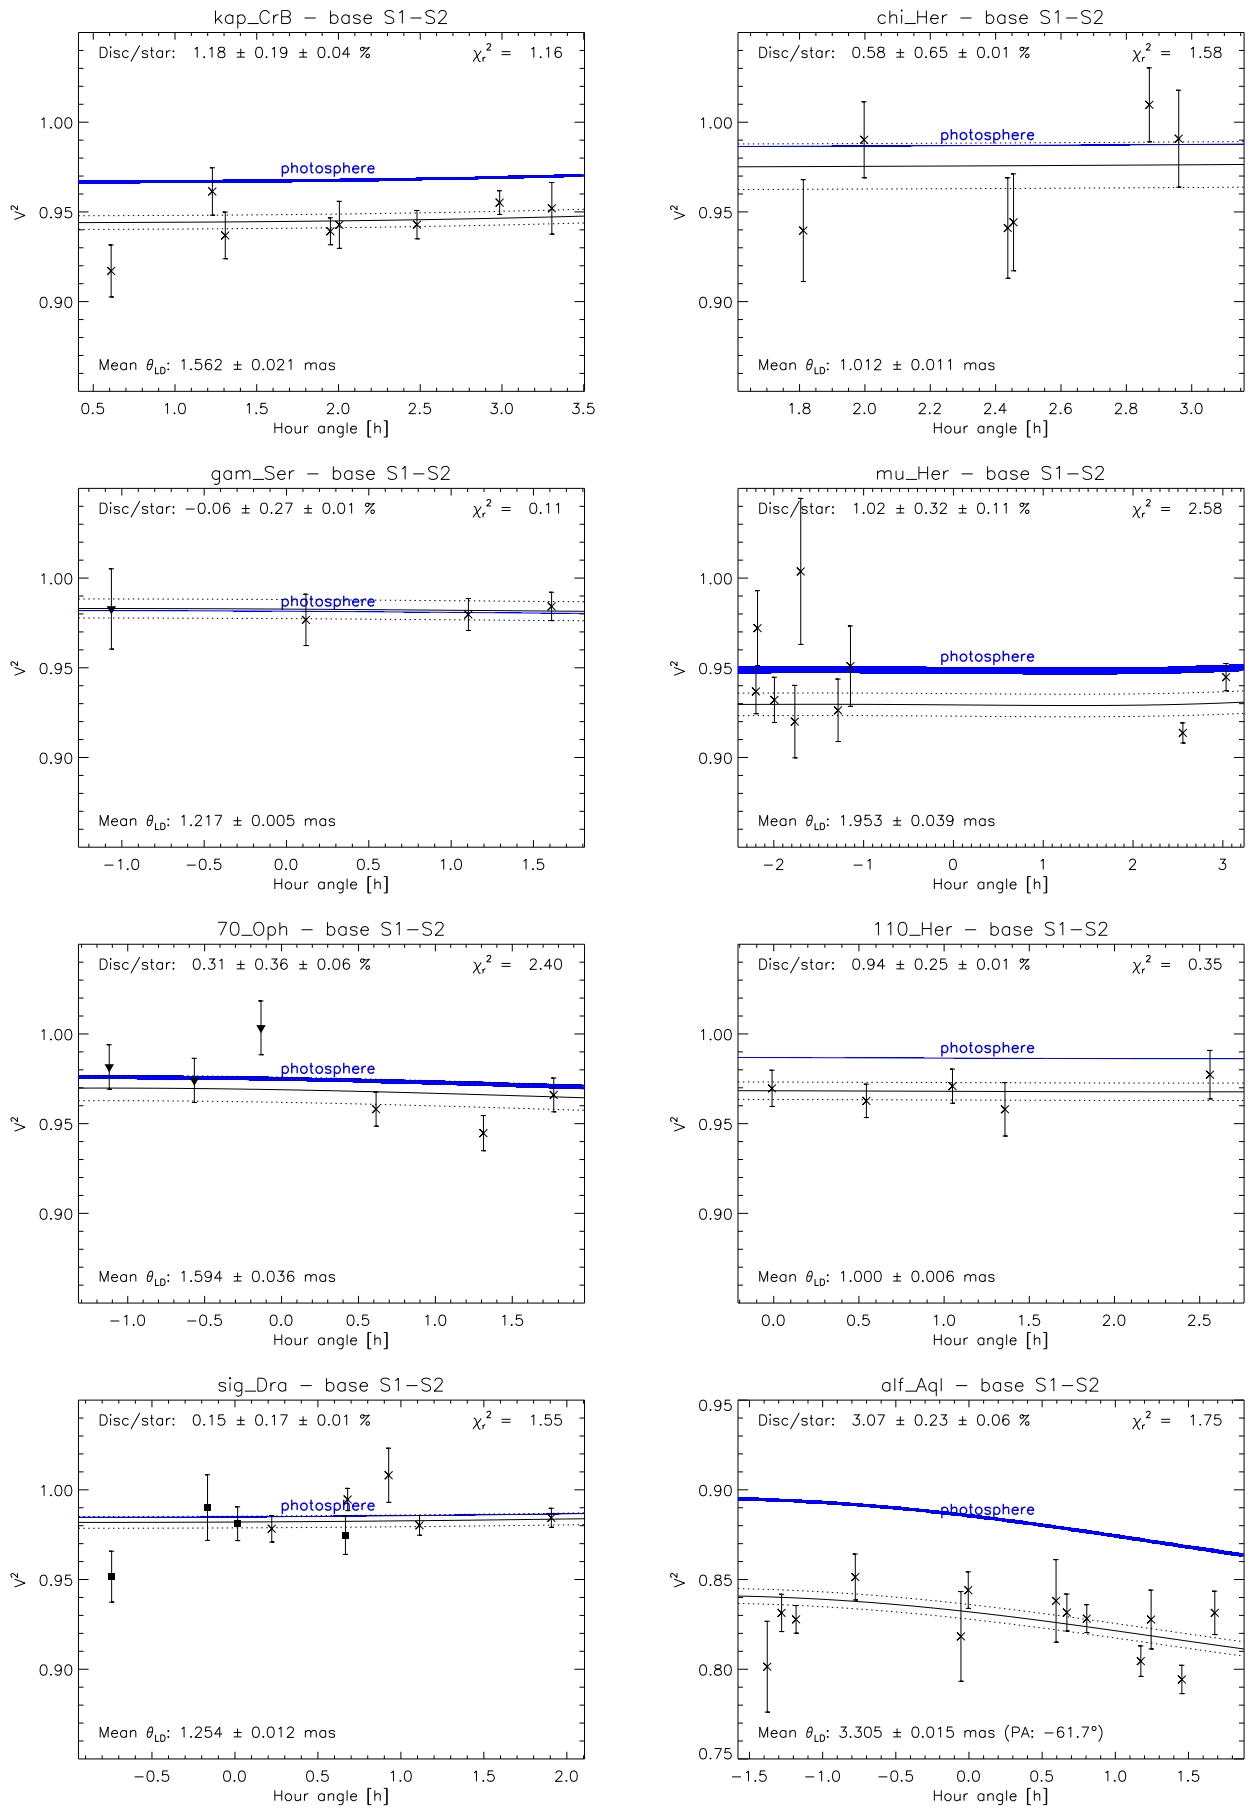 kap_CrB − base S1−S2
Disc/star: 1.18 ± 0.19 ± 0.04 % χr² = 1.16
1.00
0.95
0.90
V²
photosphere
Mean θLD: 1.562 ± 0.021 mas
0.5 1.0 1.5 2.0 2.5 3.0 3.5
Hour angle [h]
chi_Her − base S1−S2
Disc/star: 0.58 ± 0.65 ± 0.01 % χr² = 1.58
1.00
0.95
0.90
V²
photosphere
Mean θLD: 1.012 ± 0.011 mas
1.8 2.0 2.2 2.4 2.6 2.8 3.0
Hour angle [h]
gam_Ser − base S1−S2
Disc/star: −0.06 ± 0.27 ± 0.01 % χr² = 0.11
1.00
0.95
0.90
V²
photosphere
Mean θLD: 1.217 ± 0.005 mas
−1.0 −0.5 0.0 0.5 1.0 1.5
Hour angle [h]
mu_Her − base S1−S2
Disc/star: 1.02 ± 0.32 ± 0.11 % χr² = 2.58
1.00
0.95
0.90
V²
photosphere
Mean θLD: 1.953 ± 0.039 mas
−2 −1 0 1 2 3
Hour angle [h]
70_Oph − base S1−S2
Disc/star: 0.31 ± 0.36 ± 0.06 % χr² = 2.40
1.00
0.95
0.90
V²
photosphere
Mean θLD: 1.594 ± 0.036 mas
−1.0 −0.5 0.0 0.5 1.0 1.5
Hour angle [h]
110_Her − base S1−S2
Disc/star: 0.94 ± 0.25 ± 0.01 % χr² = 0.35
1.00
0.95
0.90
V²
photosphere
Mean θLD: 1.000 ± 0.006 mas
0.0 0.5 1.0 1.5 2.0 2.5
Hour angle [h]
sig_Dra − base S1−S2
Disc/star: 0.15 ± 0.17 ± 0.01 % χr² = 1.55
1.00
0.95
0.90
V²
photosphere
Mean θLD: 1.254 ± 0.012 mas
−0.5 0.0 0.5 1.0 1.5 2.0
Hour angle [h]
alf_Aql − base S1−S2
Disc/star: 3.07 ± 0.23 ± 0.06 % χr² = 1.75
0.95
0.90
0.85
0.80
0.75
V²
photosphere
Mean θLD: 3.305 ± 0.015 mas (PA: −61.7°)
−1.5 −1.0 −0.5 0.0 0.5 1.0 1.5
Hour angle [h]